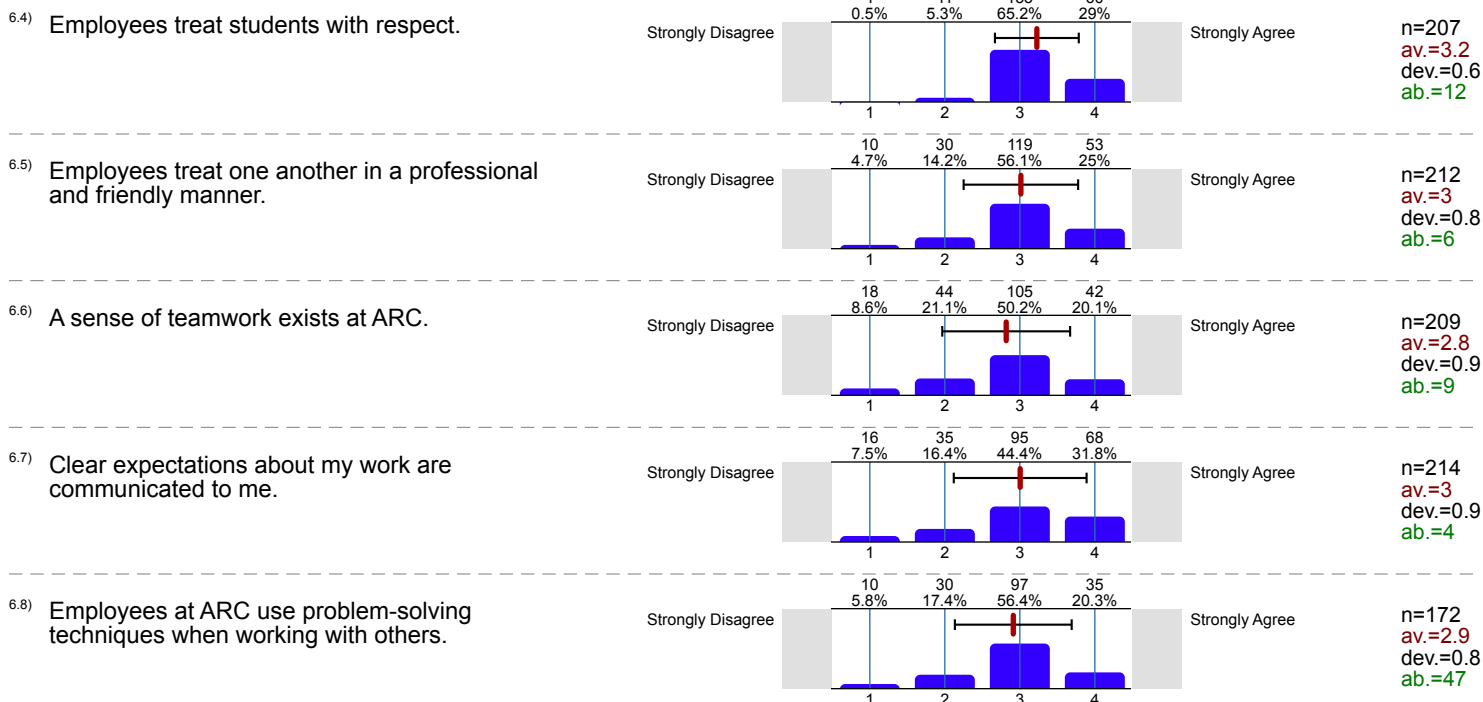 6.4) Employees treat students with respect.
Strongly Disagree
0.5% 5.3% 65.2% 29%
Strongly Agree
n=207
av.=3.2
dev.=0.6
ab.=12
1 2 3 4
6.5) Employees treat one another in a professional
and friendly manner.
Strongly Disagree
10 30 119 53
4.7% 14.2% 56.1% 25%
Strongly Agree
n=212
av.=3
dev.=0.8
ab.=6
1 2 3 4
6.6) A sense of teamwork exists at ARC.
Strongly Disagree
18 44 105 42
8.6% 21.1% 50.2% 20.1%
Strongly Agree
n=209
av.=2.8
dev.=0.9
ab.=9
1 2 3 4
6.7) Clear expectations about my work are
communicated to me.
Strongly Disagree
16 35 95 68
7.5% 16.4% 44.4% 31.8%
Strongly Agree
n=214
av.=3
dev.=0.9
ab.=4
1 2 3 4
6.8) Employees at ARC use problem-solving
techniques when working with others.
Strongly Disagree
10 30 97 35
5.8% 17.4% 56.4% 20.3%
Strongly Agree
n=172
av.=2.9
dev.=0.8
ab.=47
1 2 3 4